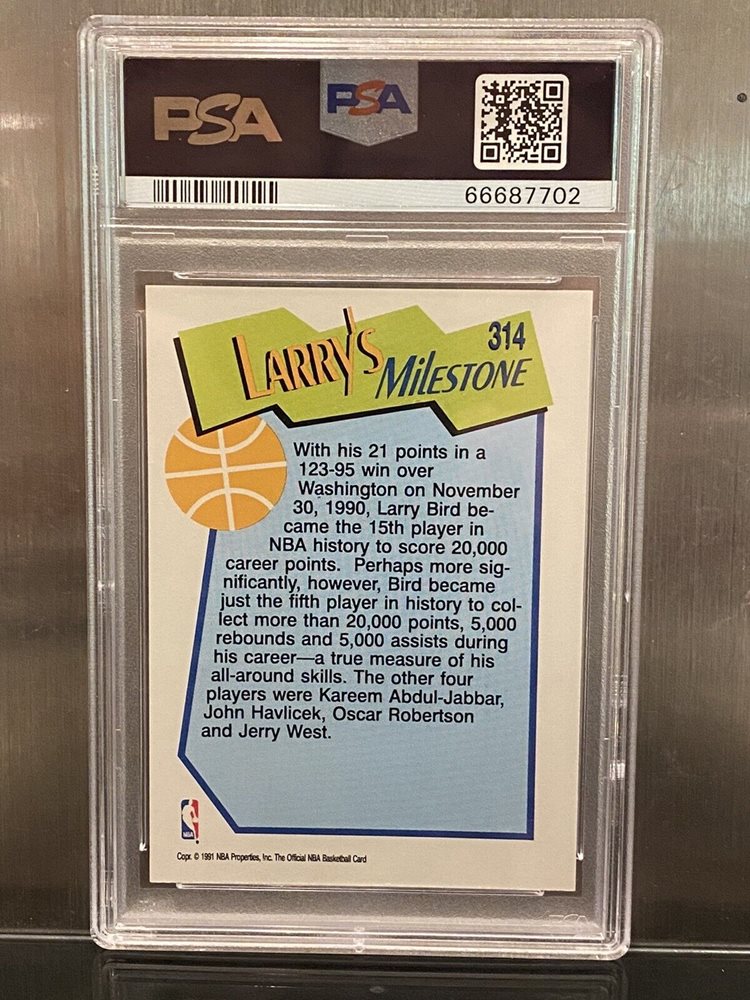 PSA
PSA
66687702
314
LARRY'S
MILESTONE
With his 21 points in a
123-95 win over
Washington on November
30, 1990, Larry Bird be-
came the 15th player in
NBA history to score 20,000
career points. Perhaps more sig-
nificantly, however, Bird became
just the fifth player in history to col-
lect more than 20,000 points, 5,000
rebounds and 5,000 assists during
his career—a true measure of his
all-around skills. The other four
players were Kareem Abdul-Jabbar,
John Havlicek, Oscar Robertson
and Jerry West.
NBA
Copr. © 1991 NBA Properties, Inc. The Official NBA Basketball Card